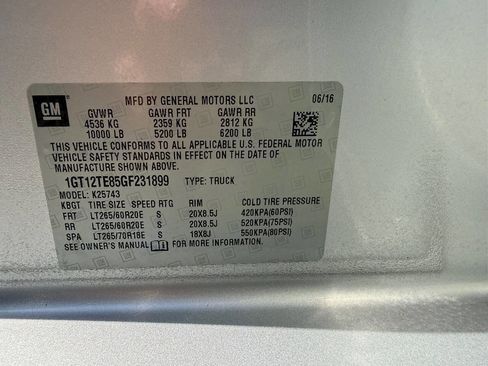 GM
MFD BY GENERAL MOTORS LLC 06/16
GVWR GAWR FRT GAWR RR
4536 KG 2359 KG 2812 KG
10000 LB 5200 LB 6200 LB
THIS VEHICLE CONFORMS TO ALL APPLICABLE U.S. FEDERAL MOTOR
VEHICLE SAFETY STANDARDS IN EFFECT ON THE DATE OF
MANUFACTURE SHOWN ABOVE.
1GT12TE85GF231899 TYPE: TRUCK
MODEL: K25743
KBGT TIRE SIZE SPEED RTG RIM COLD TIRE PRESSURE
FRT LT265/60R20E S 20X8.5J 420KPA(60PSI)
RR LT265/60R20E S 20X8.5J 520KPA(75PSI)
SPA LT265/70R18E S 18X8J 550KPA(80PSI)
SEE OWNER'S MANUAL FOR MORE INFORMATION.